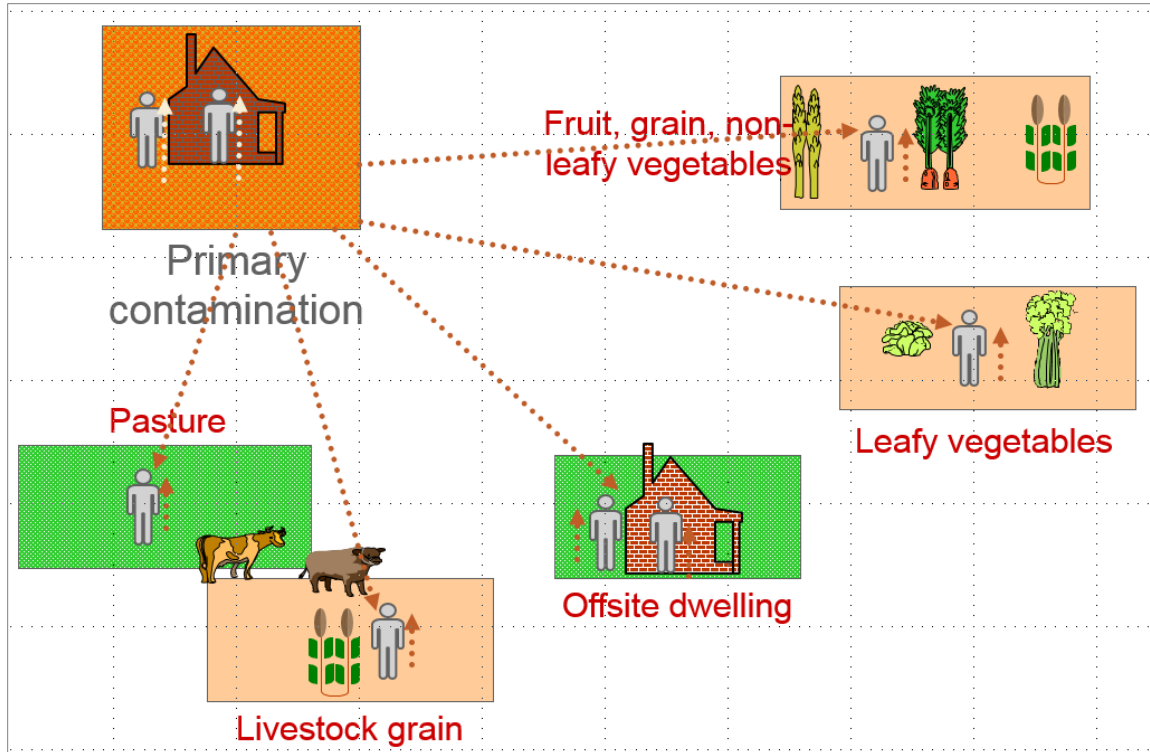 Fruit, grain, non-
leafy vegetables
Primary
contamination
Pasture
Leafy vegetables
Offsite dwelling
Livestock grain